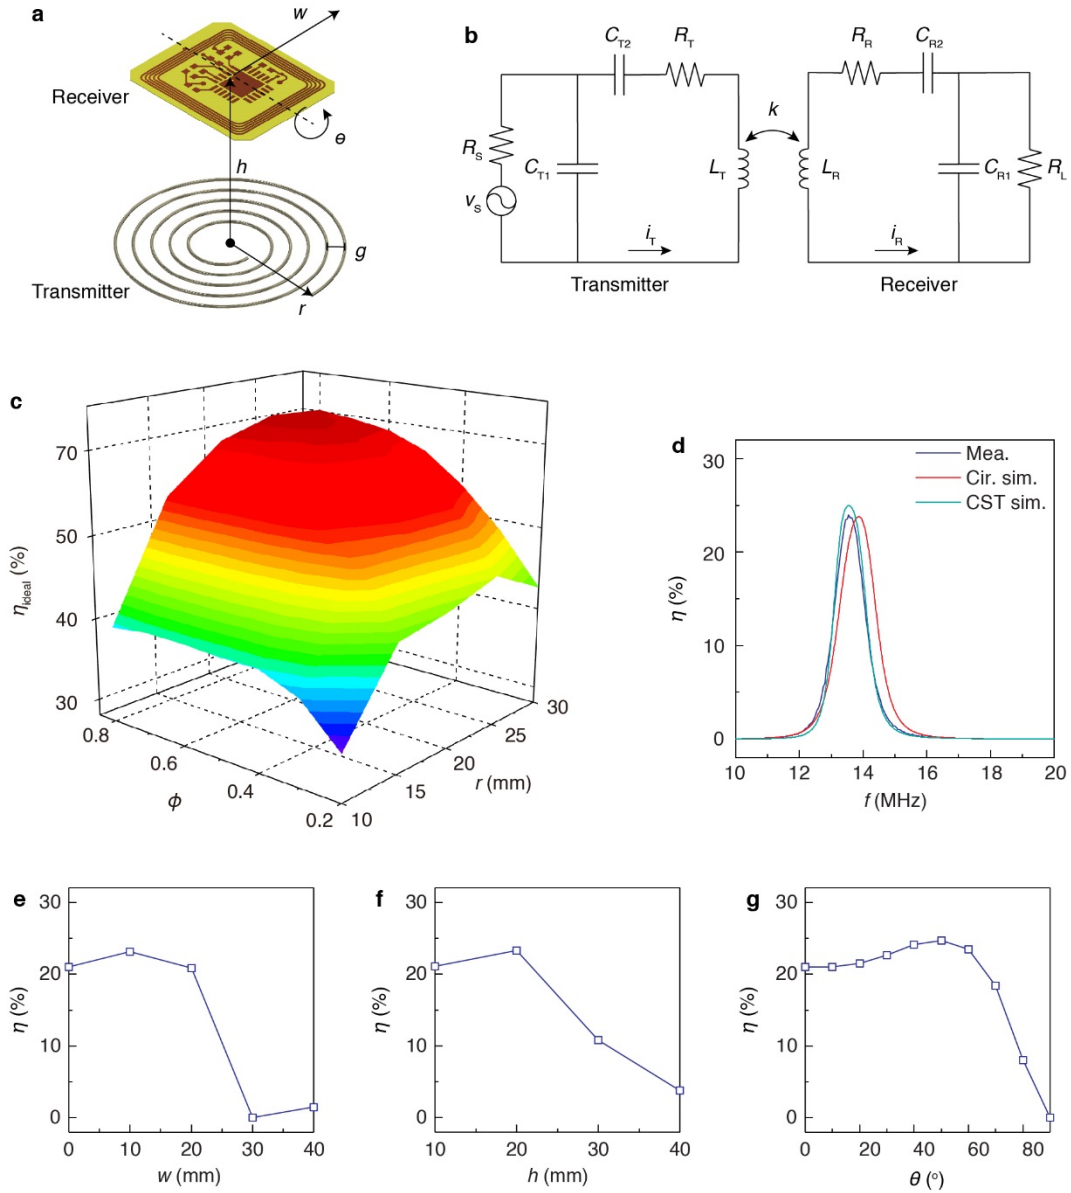 a
w
Receiver
e
h
g
Transmitter
r
b
C_T2
R_T
R_R
C_R2
k
R_S
C_T1
L_T
L_R
C_R1
R_L
v_S
i_T
i_R
Transmitter
Receiver
c
70
50
40
30
η_ideal (%)
0.8
0.6
0.4
0.2
ϕ
10
15
20
25
30
r (mm)
d
Mea.
Cir. sim.
CST sim.
30
20
10
0
η (%)
10 12 14 16 18 20
f (MHz)
e
30
20
10
0
η (%)
0 10 20 30 40
w (mm)
f
30
20
10
0
η (%)
10 20 30 40
h (mm)
g
30
20
10
0
η (%)
0 20 40 60 80
θ (°)